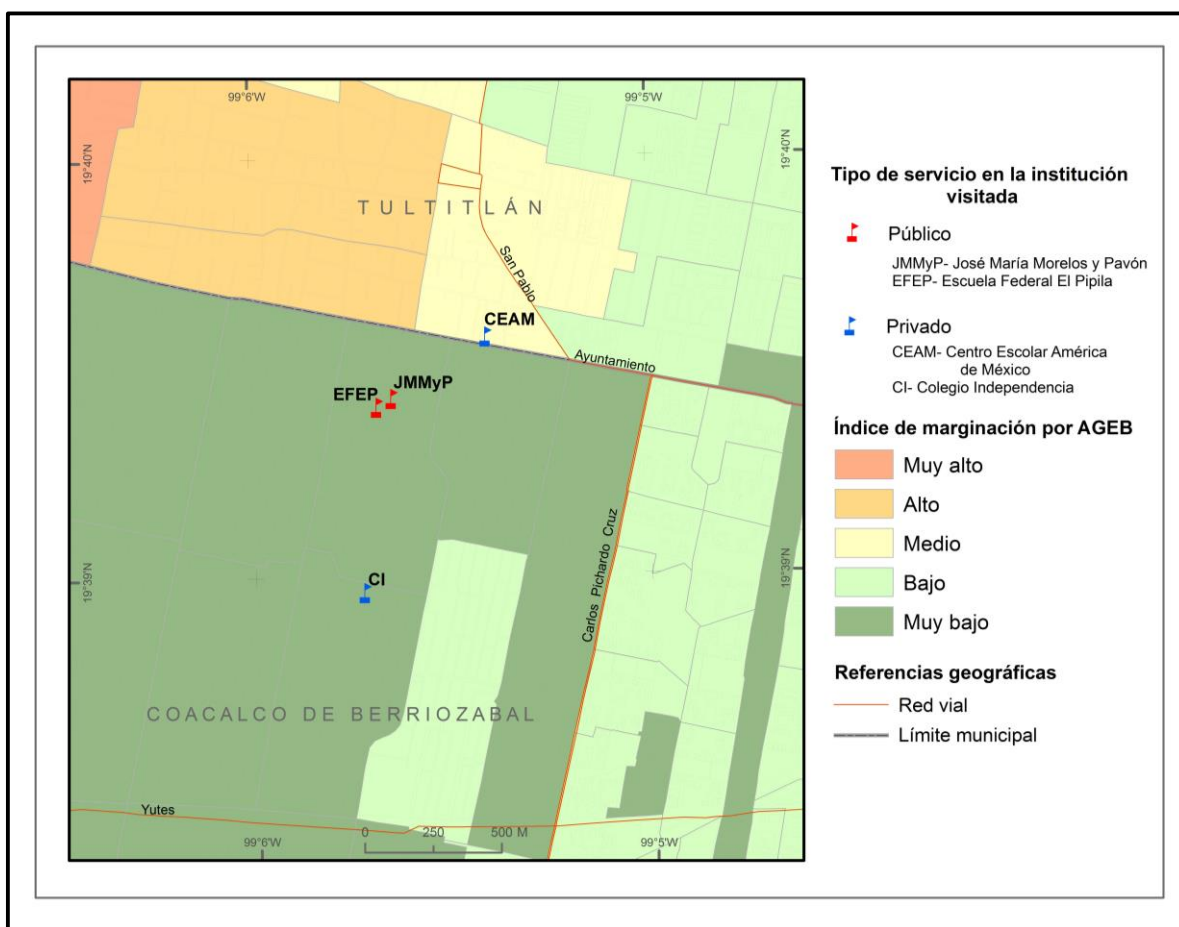 99°6'W
99°5'W
19°40'N
19°40'N
TULTITLÁN
San Pablo
CEAM
Ayuntamiento
JMMyP
EFEP
Carlos Pichardo Cruz
19°39'N
19°39'N
CI
COACALCO DE BERRIOZABAL
Yutes
0 250 500 M
99°6'W
99°5'W
Tipo de servicio en la institución
visitada
Público
JMMyP- José María Morelos y Pavón
EFEP- Escuela Federal El Pipila
Privado
CEAM- Centro Escolar América
de México
CI- Colegio Independencia
Índice de marginación por AGEB
Muy alto
Alto
Medio
Bajo
Muy bajo
Referencias geográficas
Red vial
Límite municipal